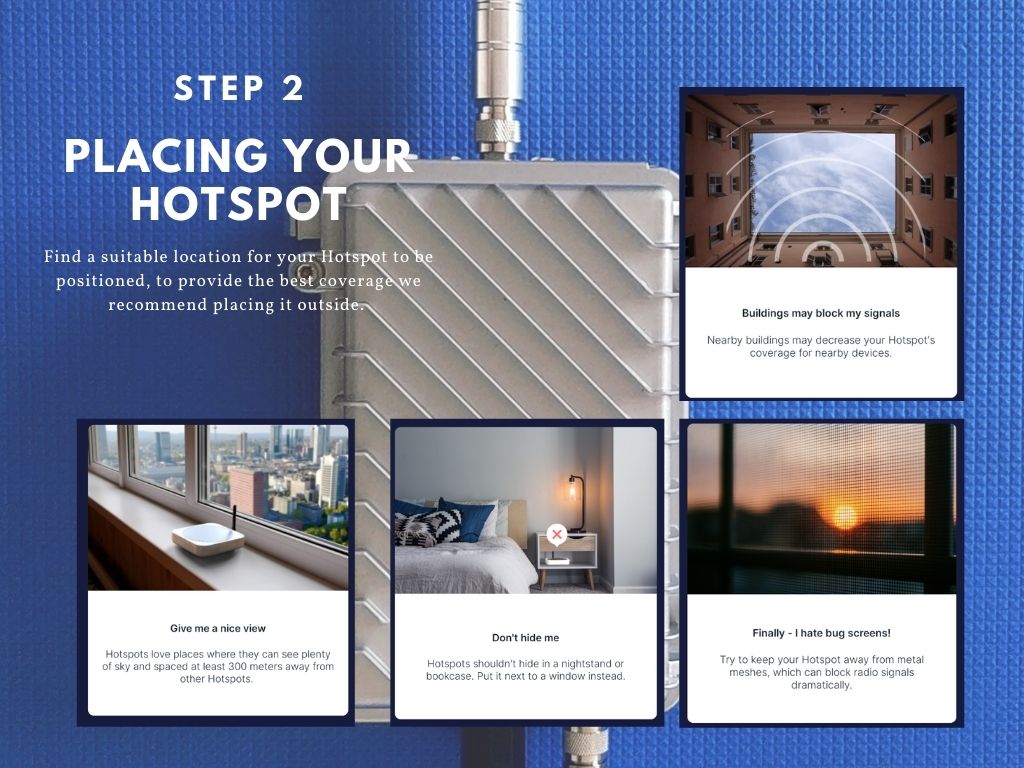 STEP 2
PLACING YOUR
HOTSPOT
Find a suitable location for your Hotspot to be
positioned, to provide the best coverage we
recommend placing it outside.
Buildings may block my signals
Nearby buildings may decrease your Hotspot's
coverage for nearby devices.
Give me a nice view
Hotspots love places where they can see plenty
of sky and spaced at least 300 meters away from
other Hotspots.
Don't hide me
Hotspots shouldn't hide in a nightstand or
bookcase. Put it next to a window instead.
Finally - I hate bug screens!
Try to keep your Hotspot away from metal
meshes, which can block radio signals
dramatically.